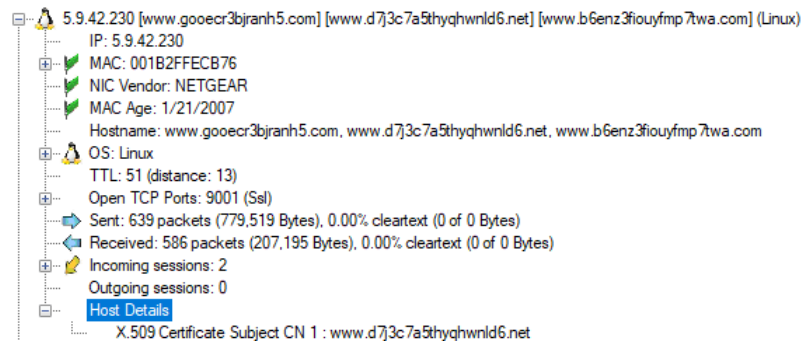 5.9.42.230 [www.gooecr3bjranh5.com] [www.d7j3c7a5thyqhwnld6.net] [www.b6enz3fiouyfmp7twa.com] (Linux)
IP: 5.9.42.230
MAC: 001B2FFECB76
NIC Vendor: NETGEAR
MAC Age: 1/21/2007
Hostname: www.gooecr3bjranh5.com, www.d7j3c7a5thyqhwnld6.net, www.b6enz3fiouyfmp7twa.com
OS: Linux
TTL: 51 (distance: 13)
Open TCP Ports: 9001 (Ssl)
Sent: 639 packets (779,519 Bytes), 0.00% cleartext (0 of 0 Bytes)
Received: 586 packets (207,195 Bytes), 0.00% cleartext (0 of 0 Bytes)
Incoming sessions: 2
Outgoing sessions: 0
Host Details
X.509 Certificate Subject CN 1 : www.d7j3c7a5thyqhwnld6.net